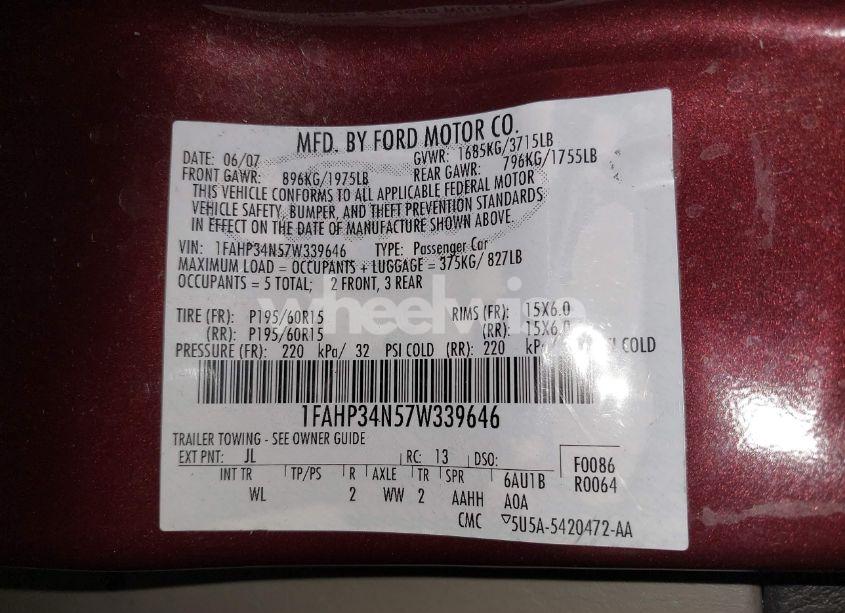 MFD. BY FORD MOTOR CO.
DATE: 06/07 GVWR: 1685KG/3715LB
FRONT GAWR: 896KG/1975LB REAR GAWR: 796KG/1755LB
THIS VEHICLE CONFORMS TO ALL APPLICABLE FEDERAL MOTOR
VEHICLE SAFETY, BUMPER, AND THEFT PREVENTION STANDARDS
IN EFFECT ON THE DATE OF MANUFACTURE SHOWN ABOVE.
VIN: 1FAHP34N57W339646 TYPE: Passenger Car
MAXIMUM LOAD = OCCUPANTS + LUGGAGE = 375KG/ 827LB
OCCUPANTS = 5 TOTAL; 2 FRONT, 3 REAR
wheelwise
TIRE (FR): P195/60R15 RIMS (FR): 15X6.0
(RR): P195/60R15 (RR): 15X6.0
PRESSURE (FR): 220 kPa/ 32 PSI COLD (RR): 220 kPa/ PSI COLD
1FAHP34N57W339646
TRAILER TOWING - SEE OWNER GUIDE
EXT PNT: JL RC: 13 DSO: F0086
INT TR TP/PS R AXLE TR SPR 6AU1B R0064
WL 2 WW 2 AAHH A0A
CMC ▽5U5A-5420472-AA